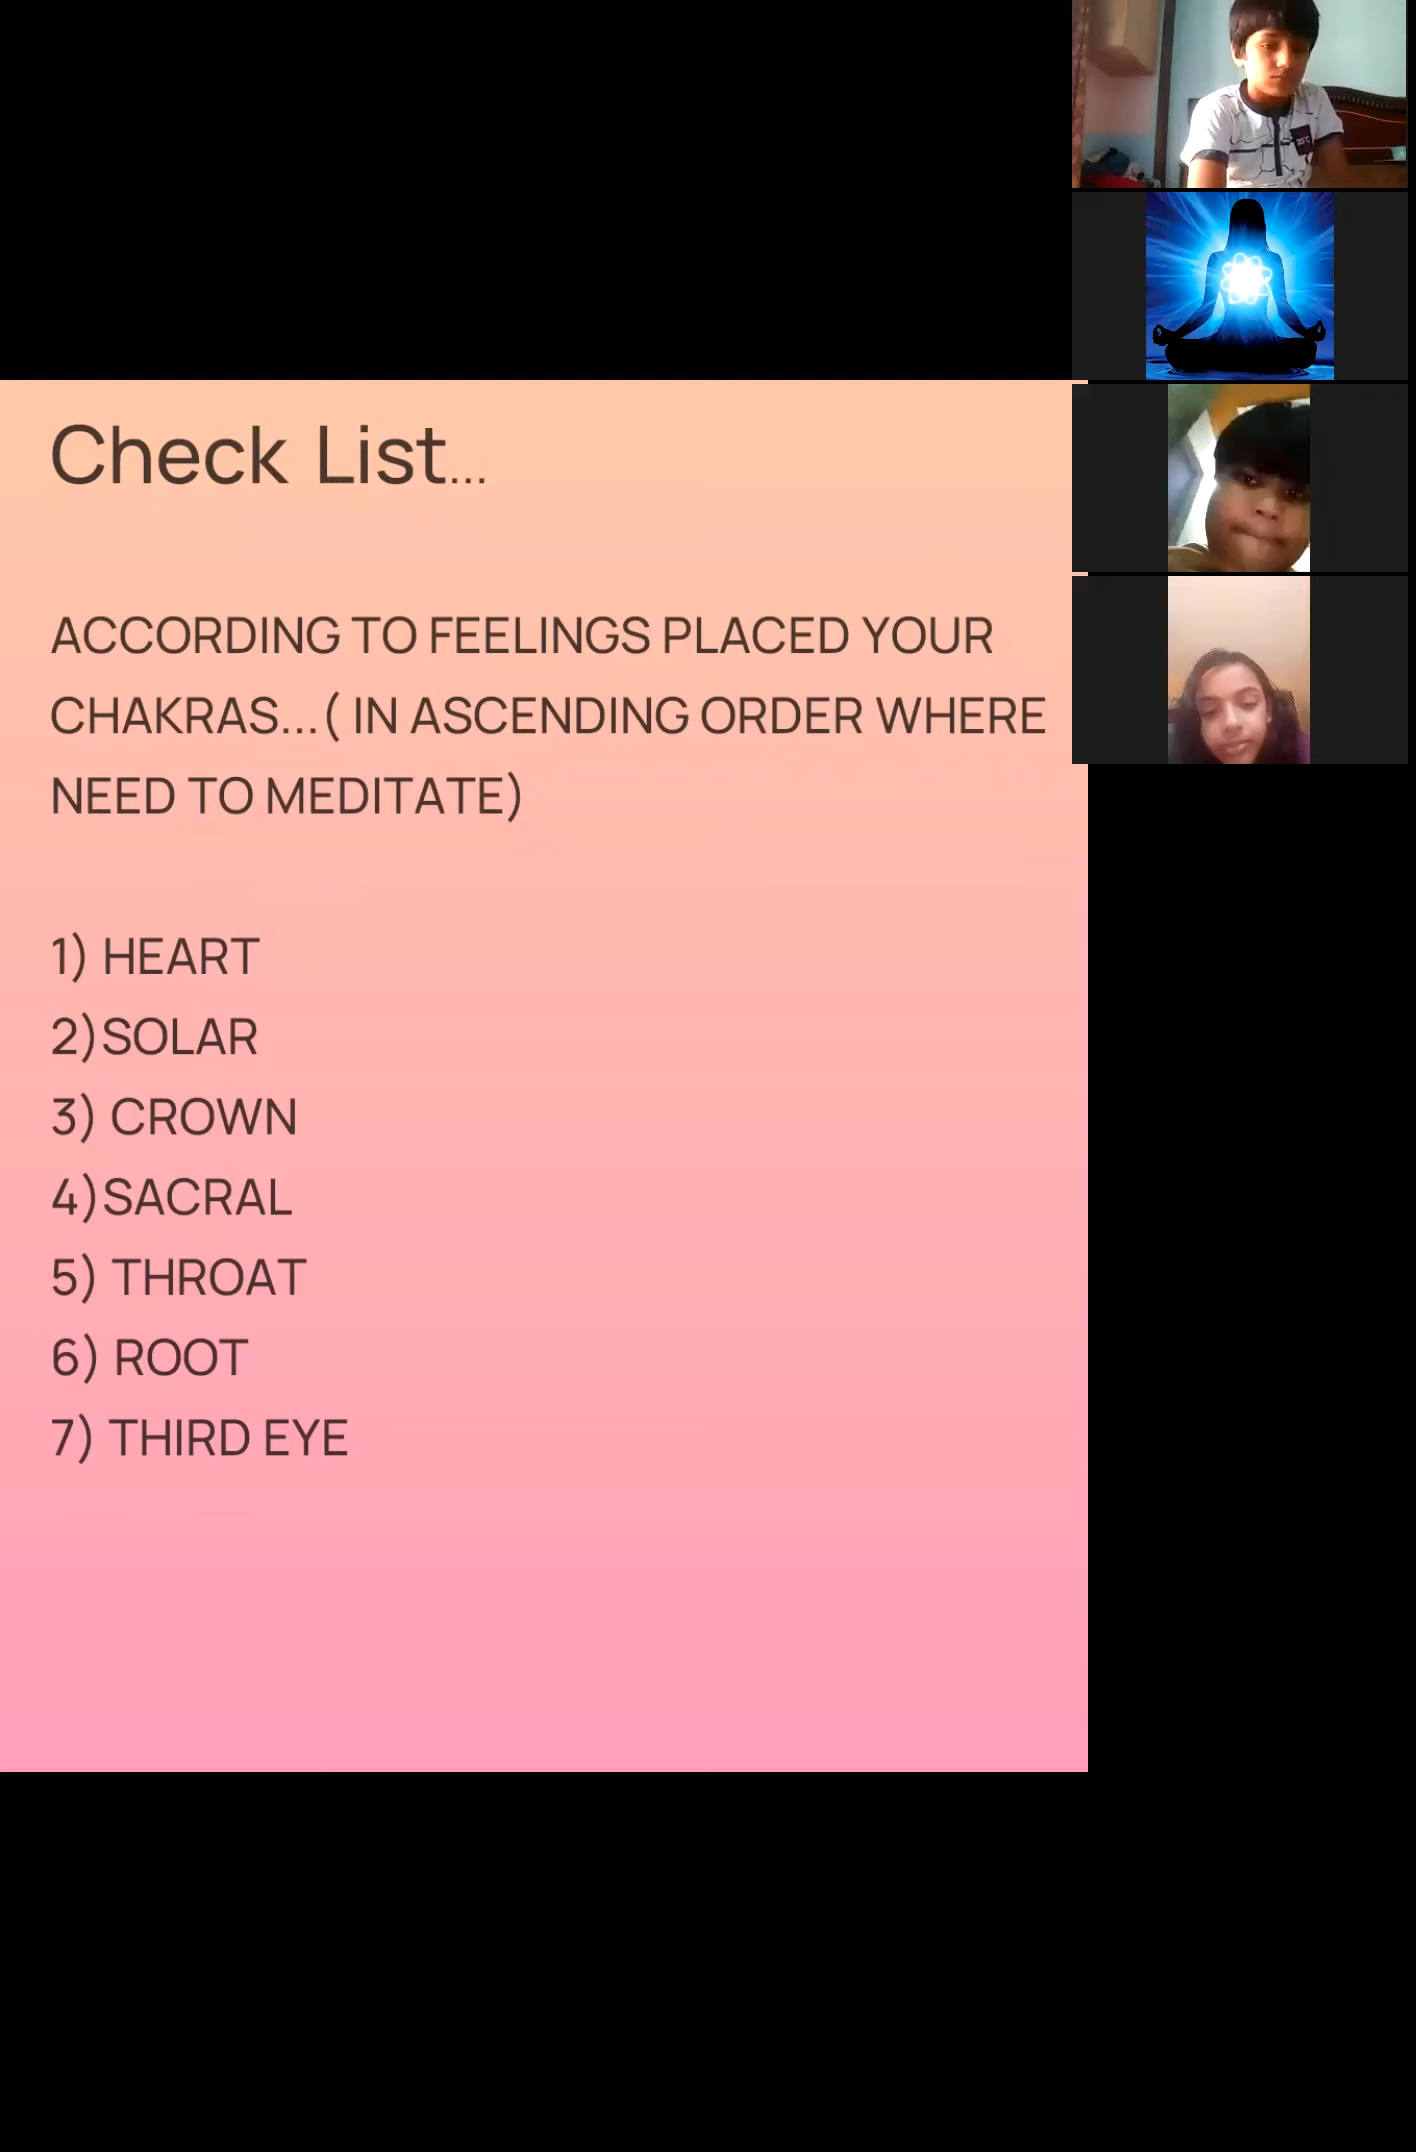 Check List...
ACCORDING TO FEELINGS PLACED YOUR
CHAKRAS...( IN ASCENDING ORDER WHERE
NEED TO MEDITATE)
1) HEART
2)SOLAR
3) CROWN
4)SACRAL
5) THROAT
6) ROOT
7) THIRD EYE